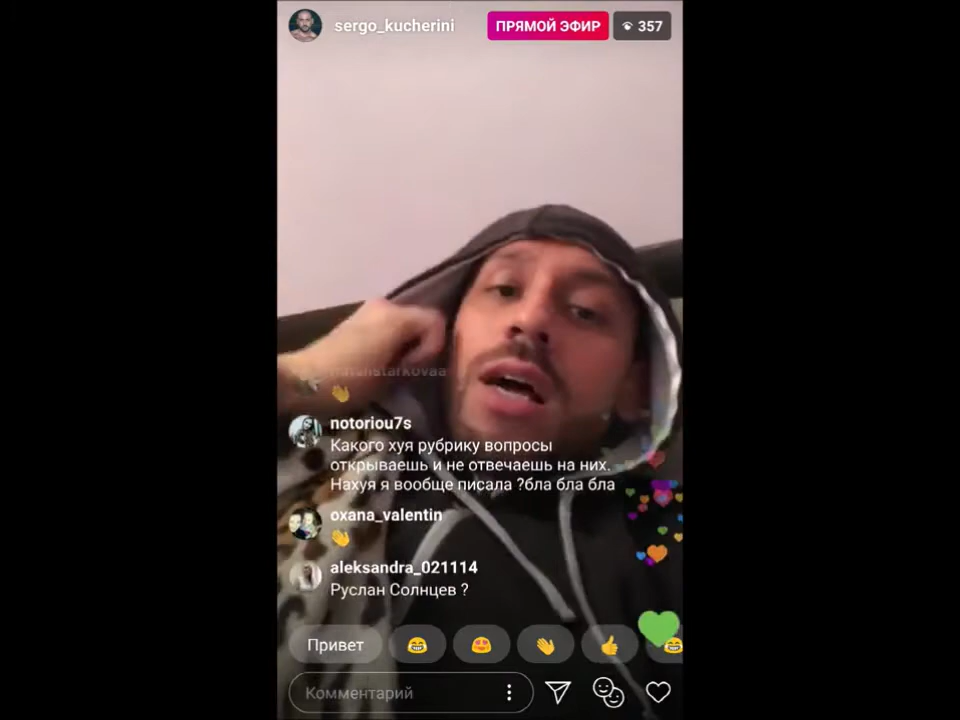 sergo_kucherini
ПРЯМОЙ ЭФИР
357
notoriou7s
Какого хуя рубрику вопросы
открываешь и не отвечаешь на них.
Нахуя я вообще писала ?бла бла бла
oxana_valentin
aleksandra_021114
Руслан Солнцев ?
Привет
Комментарий